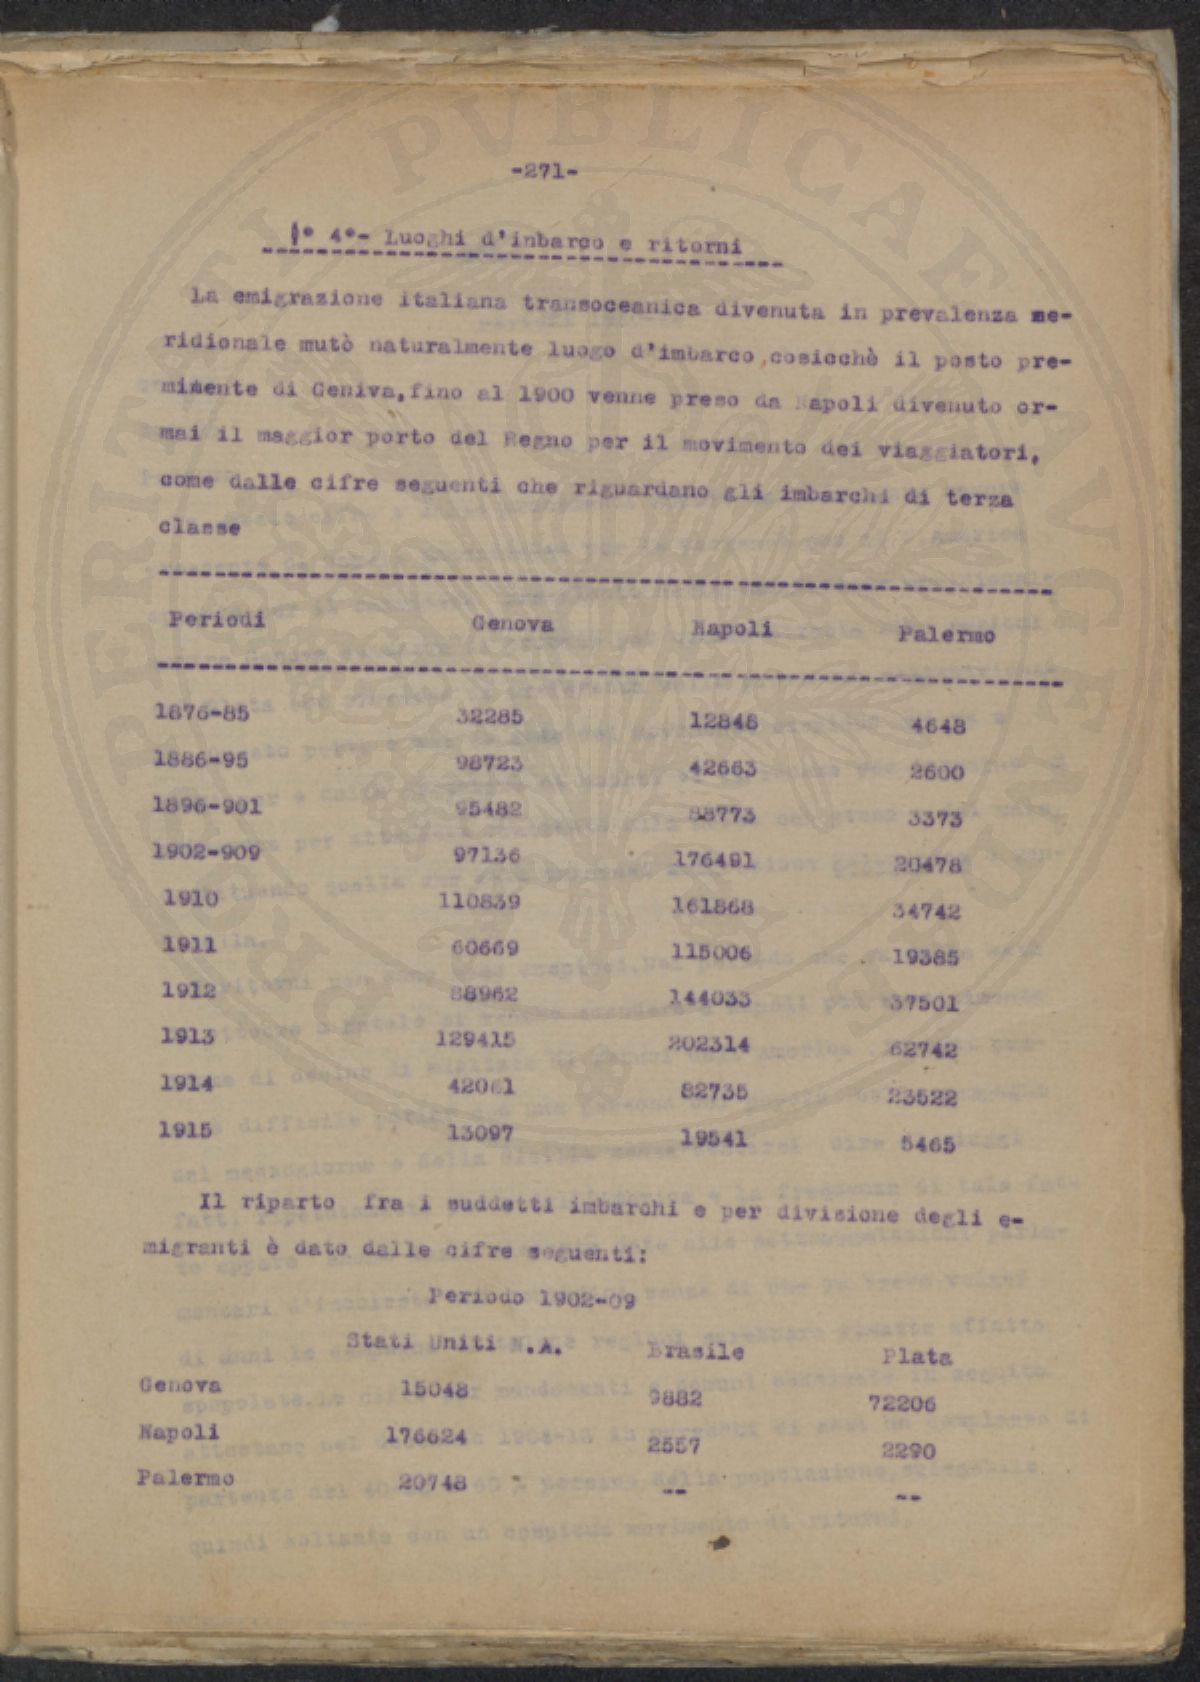 -271-
§° 4°- Luoghi d'inbarco e ritorni
La emigrazione italiana transoceanica divenuta in prevalenza me-
ridionale mutò naturalmente luogo d'imbarco,cosicchè il posto pre-
minente di Geniva,fino al 1900 venne preso da Napoli divenuto or-
mai il maggior porto del Regno per il movimento dei viaggiatori,
come dalle cifre seguenti che riguardano gli imbarchi di terza
classe
Periodi Genova Napoli Palermo
1876-85 32285 12848 4648
1886-95 98723 42663 2600
1896-901 95482 88773 3373
1902-909 97136 176491 20478
1910 110839 161868 34742
1911 60669 115006 19385
1912 88962 144033 37501
1913 129415 202314 62742
1914 42061 82735 23522
1915 13097 19541 5465
Il riparto fra i suddetti imbarchi e per divisione degli e-
migranti è dato dalle cifre seguenti:
Periodo 1902-09
Stati Uniti N.A. Brasile Plata
Genova 15048 9882 72206
Napoli 176624 2557 2290
Palermo 20748 -- --